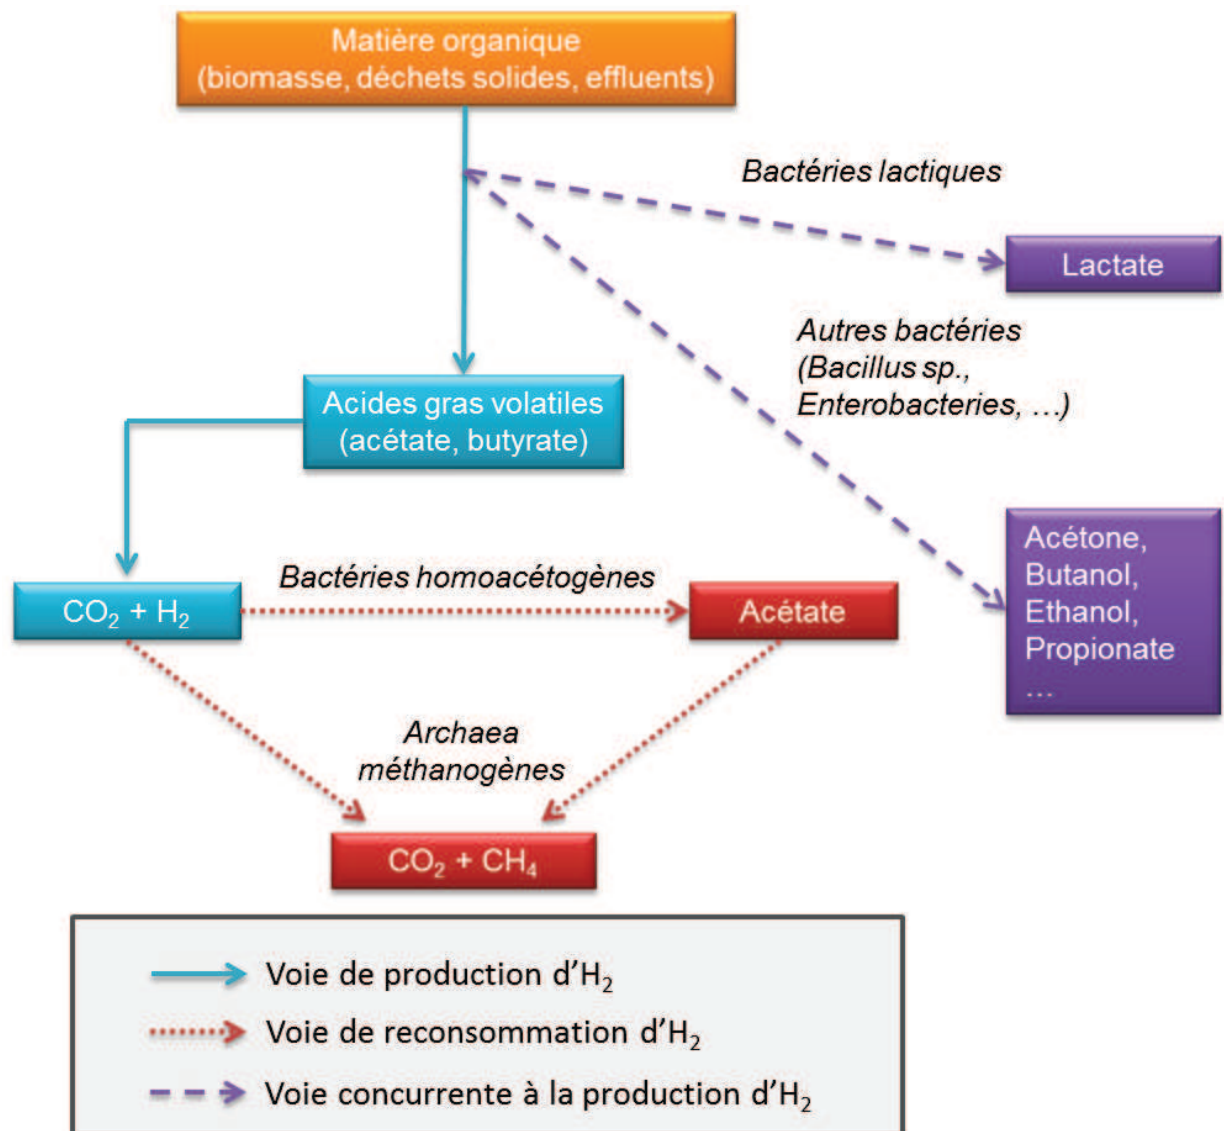 Matière organique
(biomasse, déchets solides, effluents)
Bactéries lactiques
Lactate
Autres bactéries
(Bacillus sp.,
Enterobacteries, ...)
Acides gras volatiles
(acétate, butyrate)
Acétone,
Butanol,
Ethanol,
Propionate
...
Bactéries homoacétogènes
CO₂ + H₂
Acétate
Archaea
méthanogènes
CO₂ + CH₄
Voie de production d'H₂
Voie de reconsommation d'H₂
Voie concurrente à la production d'H₂